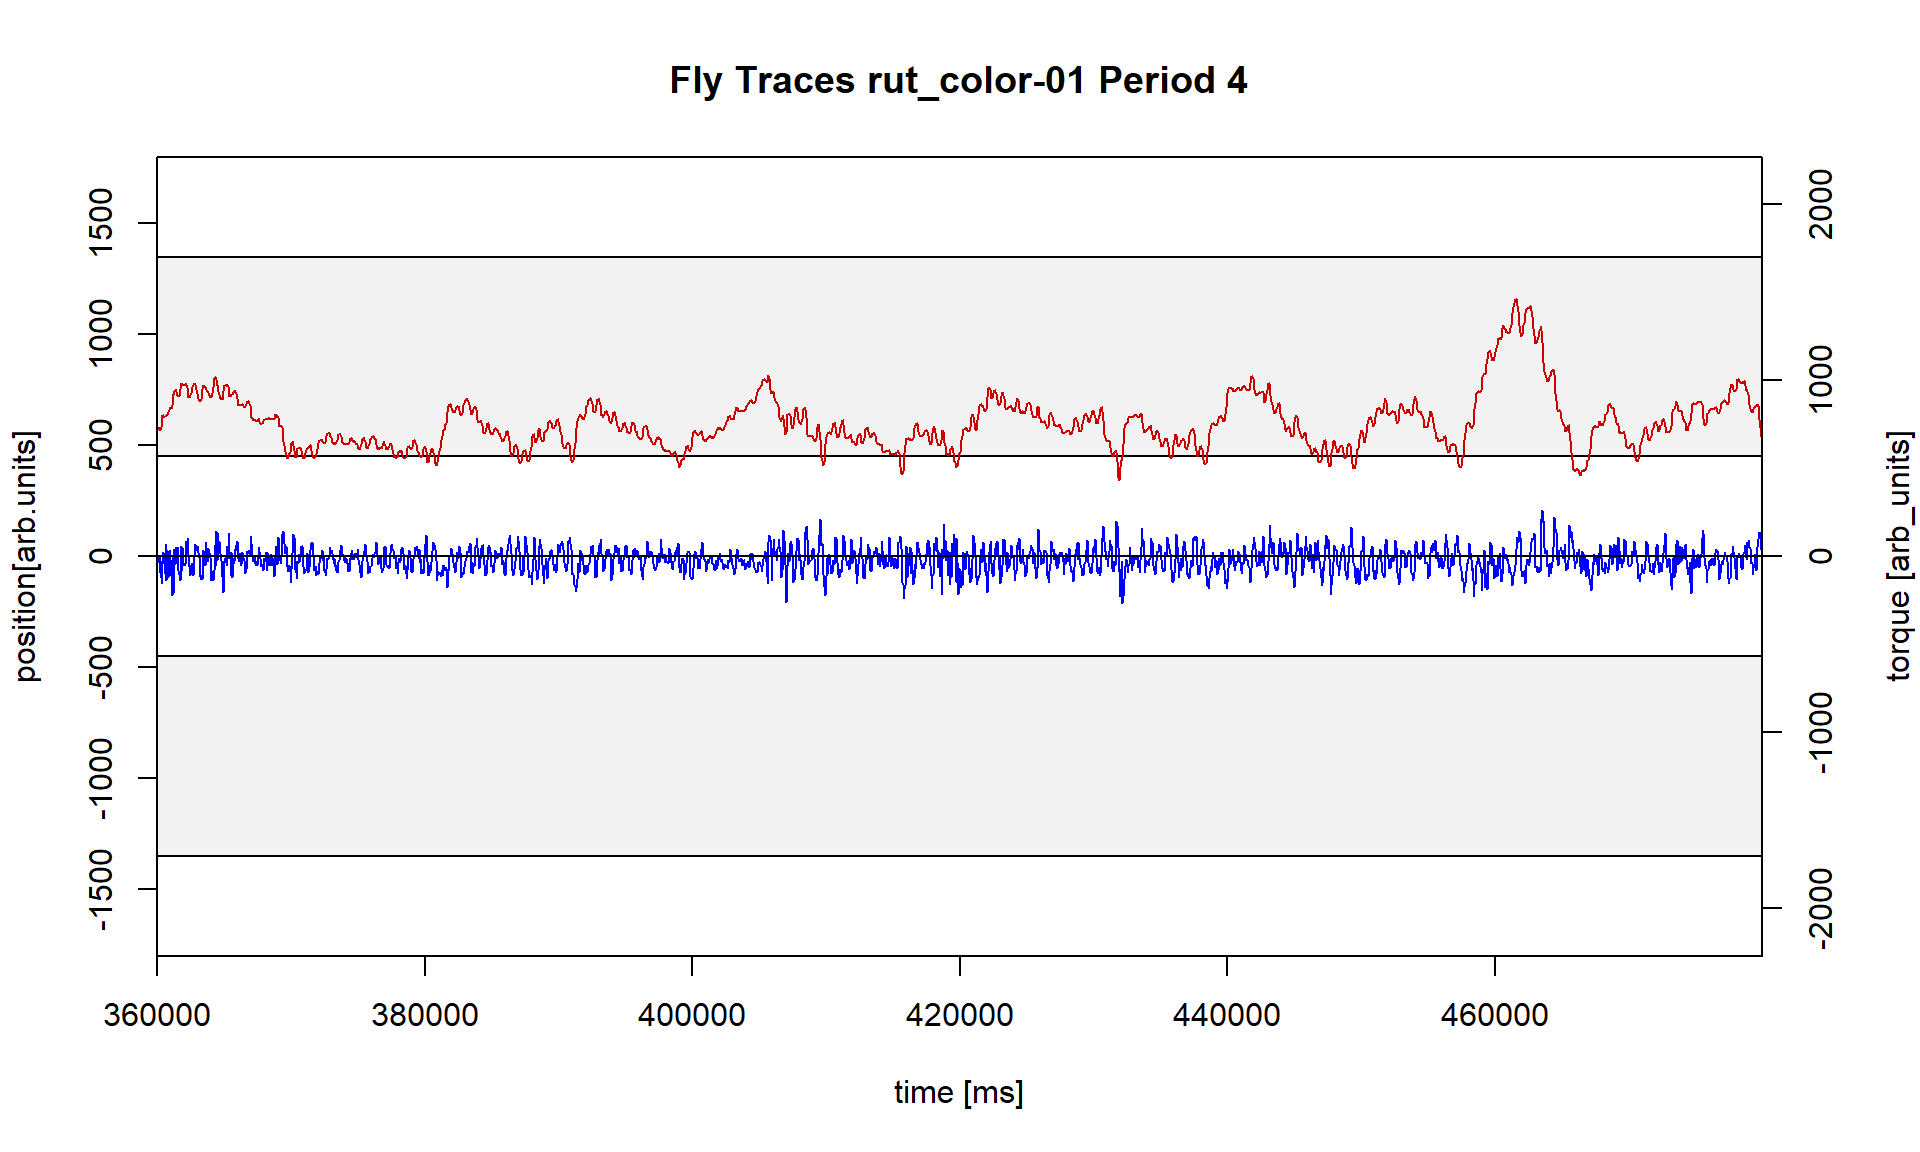 Fly Traces rut_color-01 Period 4
position[arb.units]
1500
1000
500
0
-500
-1000
-1500
2000
1000
0
-1000
-2000
torque [arb_units]
360000 380000 400000 420000 440000 460000
time [ms]